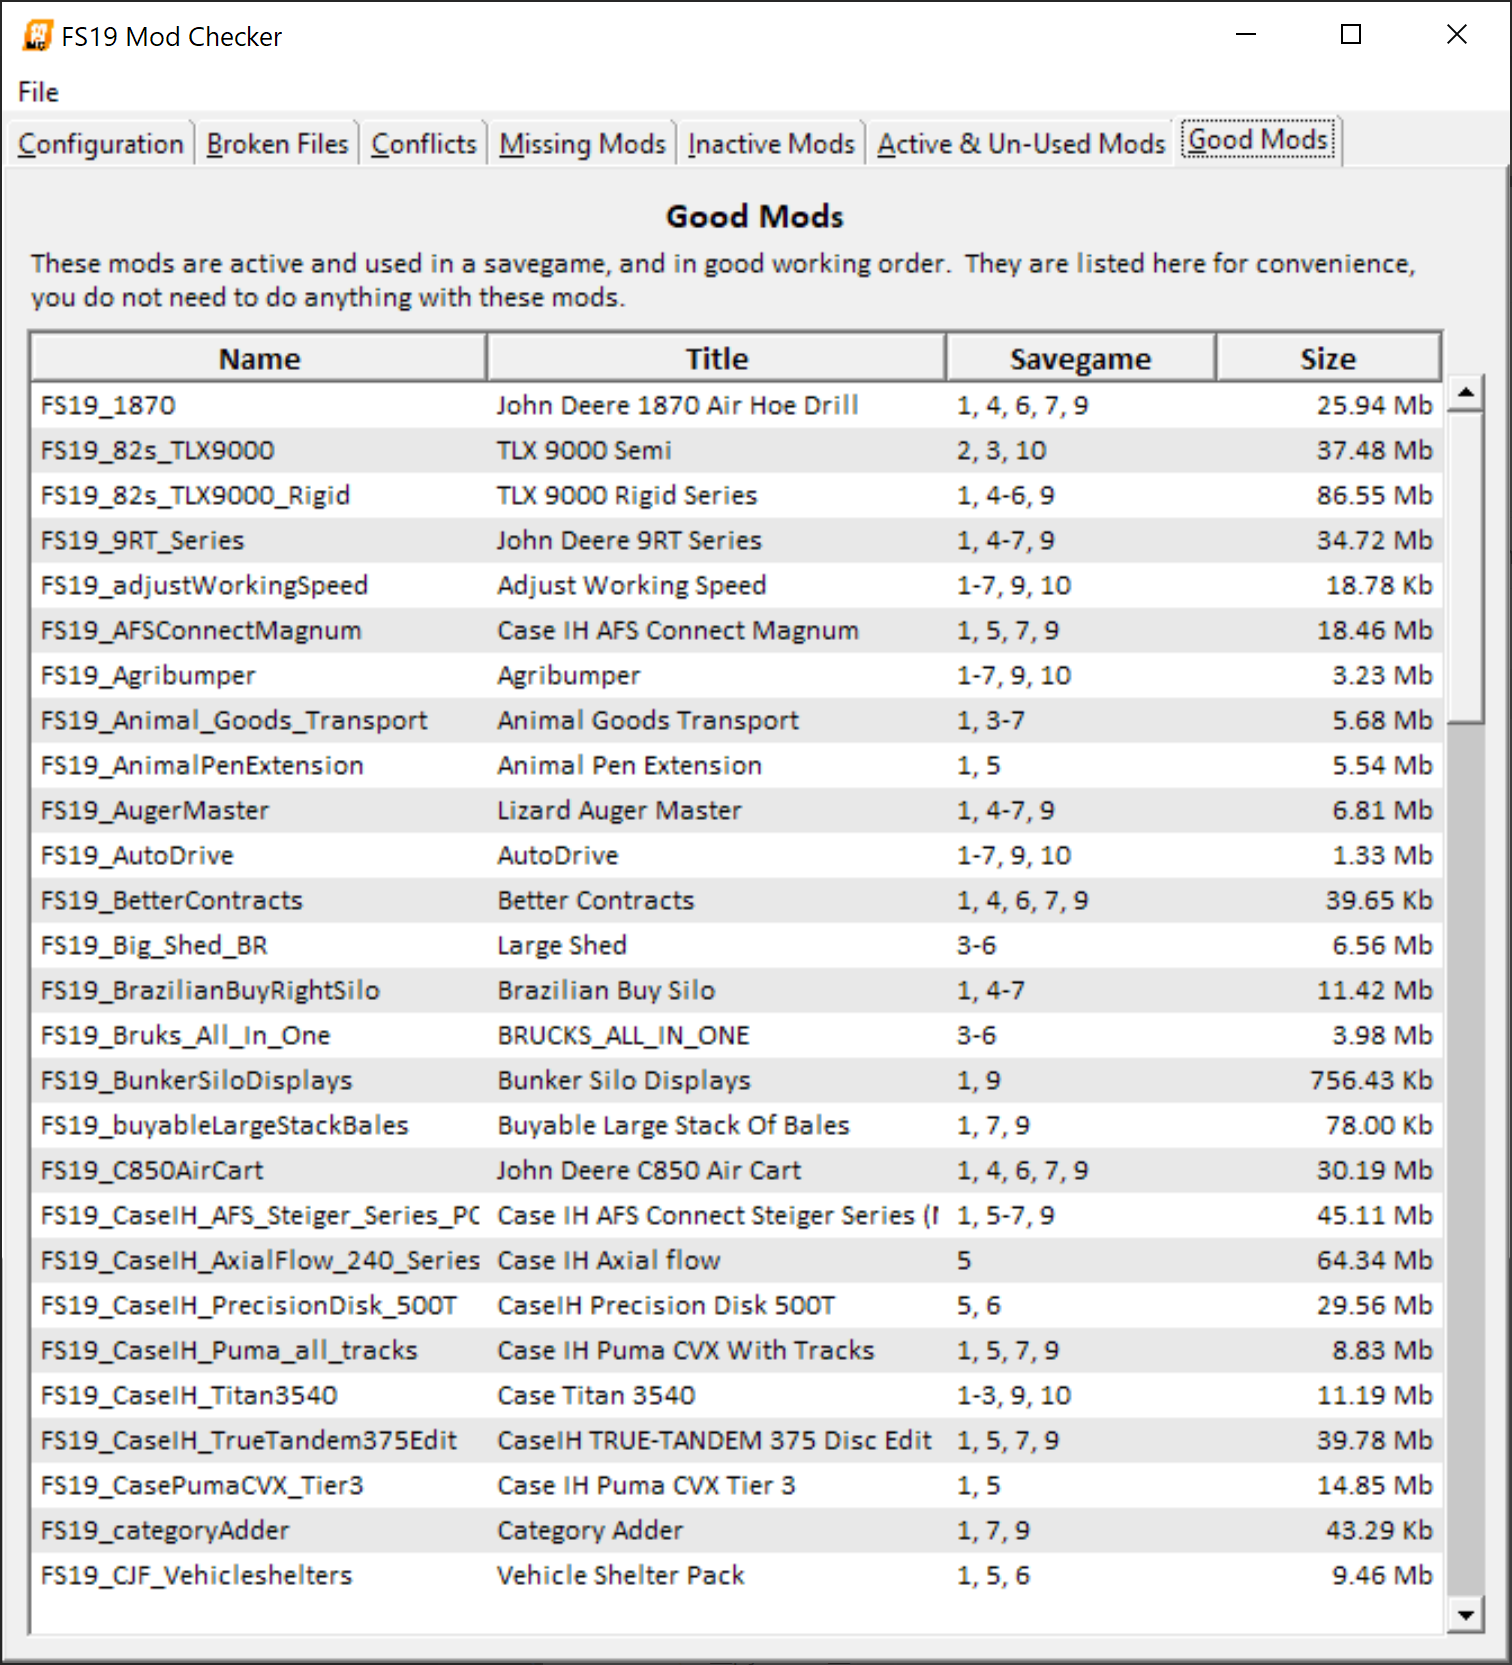 FS19 Mod Checker
File
Configuration Broken Files Conflicts Missing Mods Inactive Mods Active & Un-Used Mods Good Mods
Good Mods
These mods are active and used in a savegame, and in good working order. They are listed here for convenience,
you do not need to do anything with these mods.
Name Title Savegame Size
FS19_1870 John Deere 1870 Air Hoe Drill 1, 4, 6, 7, 9 25.94 Mb
FS19_82s_TLX9000 TLX 9000 Semi 2, 3, 10 37.48 Mb
FS19_82s_TLX9000_Rigid TLX 9000 Rigid Series 1, 4-6, 9 86.55 Mb
FS19_9RT_Series John Deere 9RT Series 1, 4-7, 9 34.72 Mb
FS19_adjustWorkingSpeed Adjust Working Speed 1-7, 9, 10 18.78 Kb
FS19_AFSConnectMagnum Case IH AFS Connect Magnum 1, 5, 7, 9 18.46 Mb
FS19_Agribumper Agribumper 1-7, 9, 10 3.23 Mb
FS19_Animal_Goods_Transport Animal Goods Transport 1, 3-7 5.68 Mb
FS19_AnimalPenExtension Animal Pen Extension 1, 5 5.54 Mb
FS19_AugerMaster Lizard Auger Master 1, 4-7, 9 6.81 Mb
FS19_AutoDrive AutoDrive 1-7, 9, 10 1.33 Mb
FS19_BetterContracts Better Contracts 1, 4, 6, 7, 9 39.65 Kb
FS19_Big_Shed_BR Large Shed 3-6 6.56 Mb
FS19_BrazilianBuyRightSilo Brazilian Buy Silo 1, 4-7 11.42 Mb
FS19_Bruks_All_In_One BRUCKS_ALL_IN_ONE 3-6 3.98 Mb
FS19_BunkerSiloDisplays Bunker Silo Displays 1, 9 756.43 Kb
FS19_buyableLargeStackBales Buyable Large Stack Of Bales 1, 7, 9 78.00 Kb
FS19_C850AirCart John Deere C850 Air Cart 1, 4, 6, 7, 9 30.19 Mb
FS19_CaseIH_AFS_Steiger_Series_PC Case IH AFS Connect Steiger Series ( 1, 5-7, 9 45.11 Mb
FS19_CaseIH_AxialFlow_240_Series Case IH Axial flow 5 64.34 Mb
FS19_CaseIH_PrecisionDisk_500T CaseIH Precision Disk 500T 5, 6 29.56 Mb
FS19_CaseIH_Puma_all_tracks Case IH Puma CVX With Tracks 1, 5, 7, 9 8.83 Mb
FS19_CaseIH_Titan3540 Case Titan 3540 1-3, 9, 10 11.19 Mb
FS19_CaseIH_TrueTandem375Edit CaseIH TRUE-TANDEM 375 Disc Edit 1, 5, 7, 9 39.78 Mb
FS19_CasePumaCVX_Tier3 Case IH Puma CVX Tier 3 1, 5 14.85 Mb
FS19_categoryAdder Category Adder 1, 7, 9 43.29 Kb
FS19_CJF_Vehicleshelters Vehicle Shelter Pack 1, 5, 6 9.46 Mb